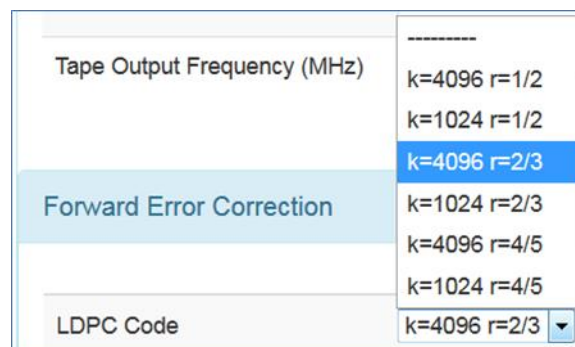 Tape Output Frequency (MHz)
Forward Error Correction
LDPC Code
---------
k=4096 r=1/2
k=1024 r=1/2
k=4096 r=2/3
k=1024 r=2/3
k=4096 r=4/5
k=1024 r=4/5
k=4096 r=2/3